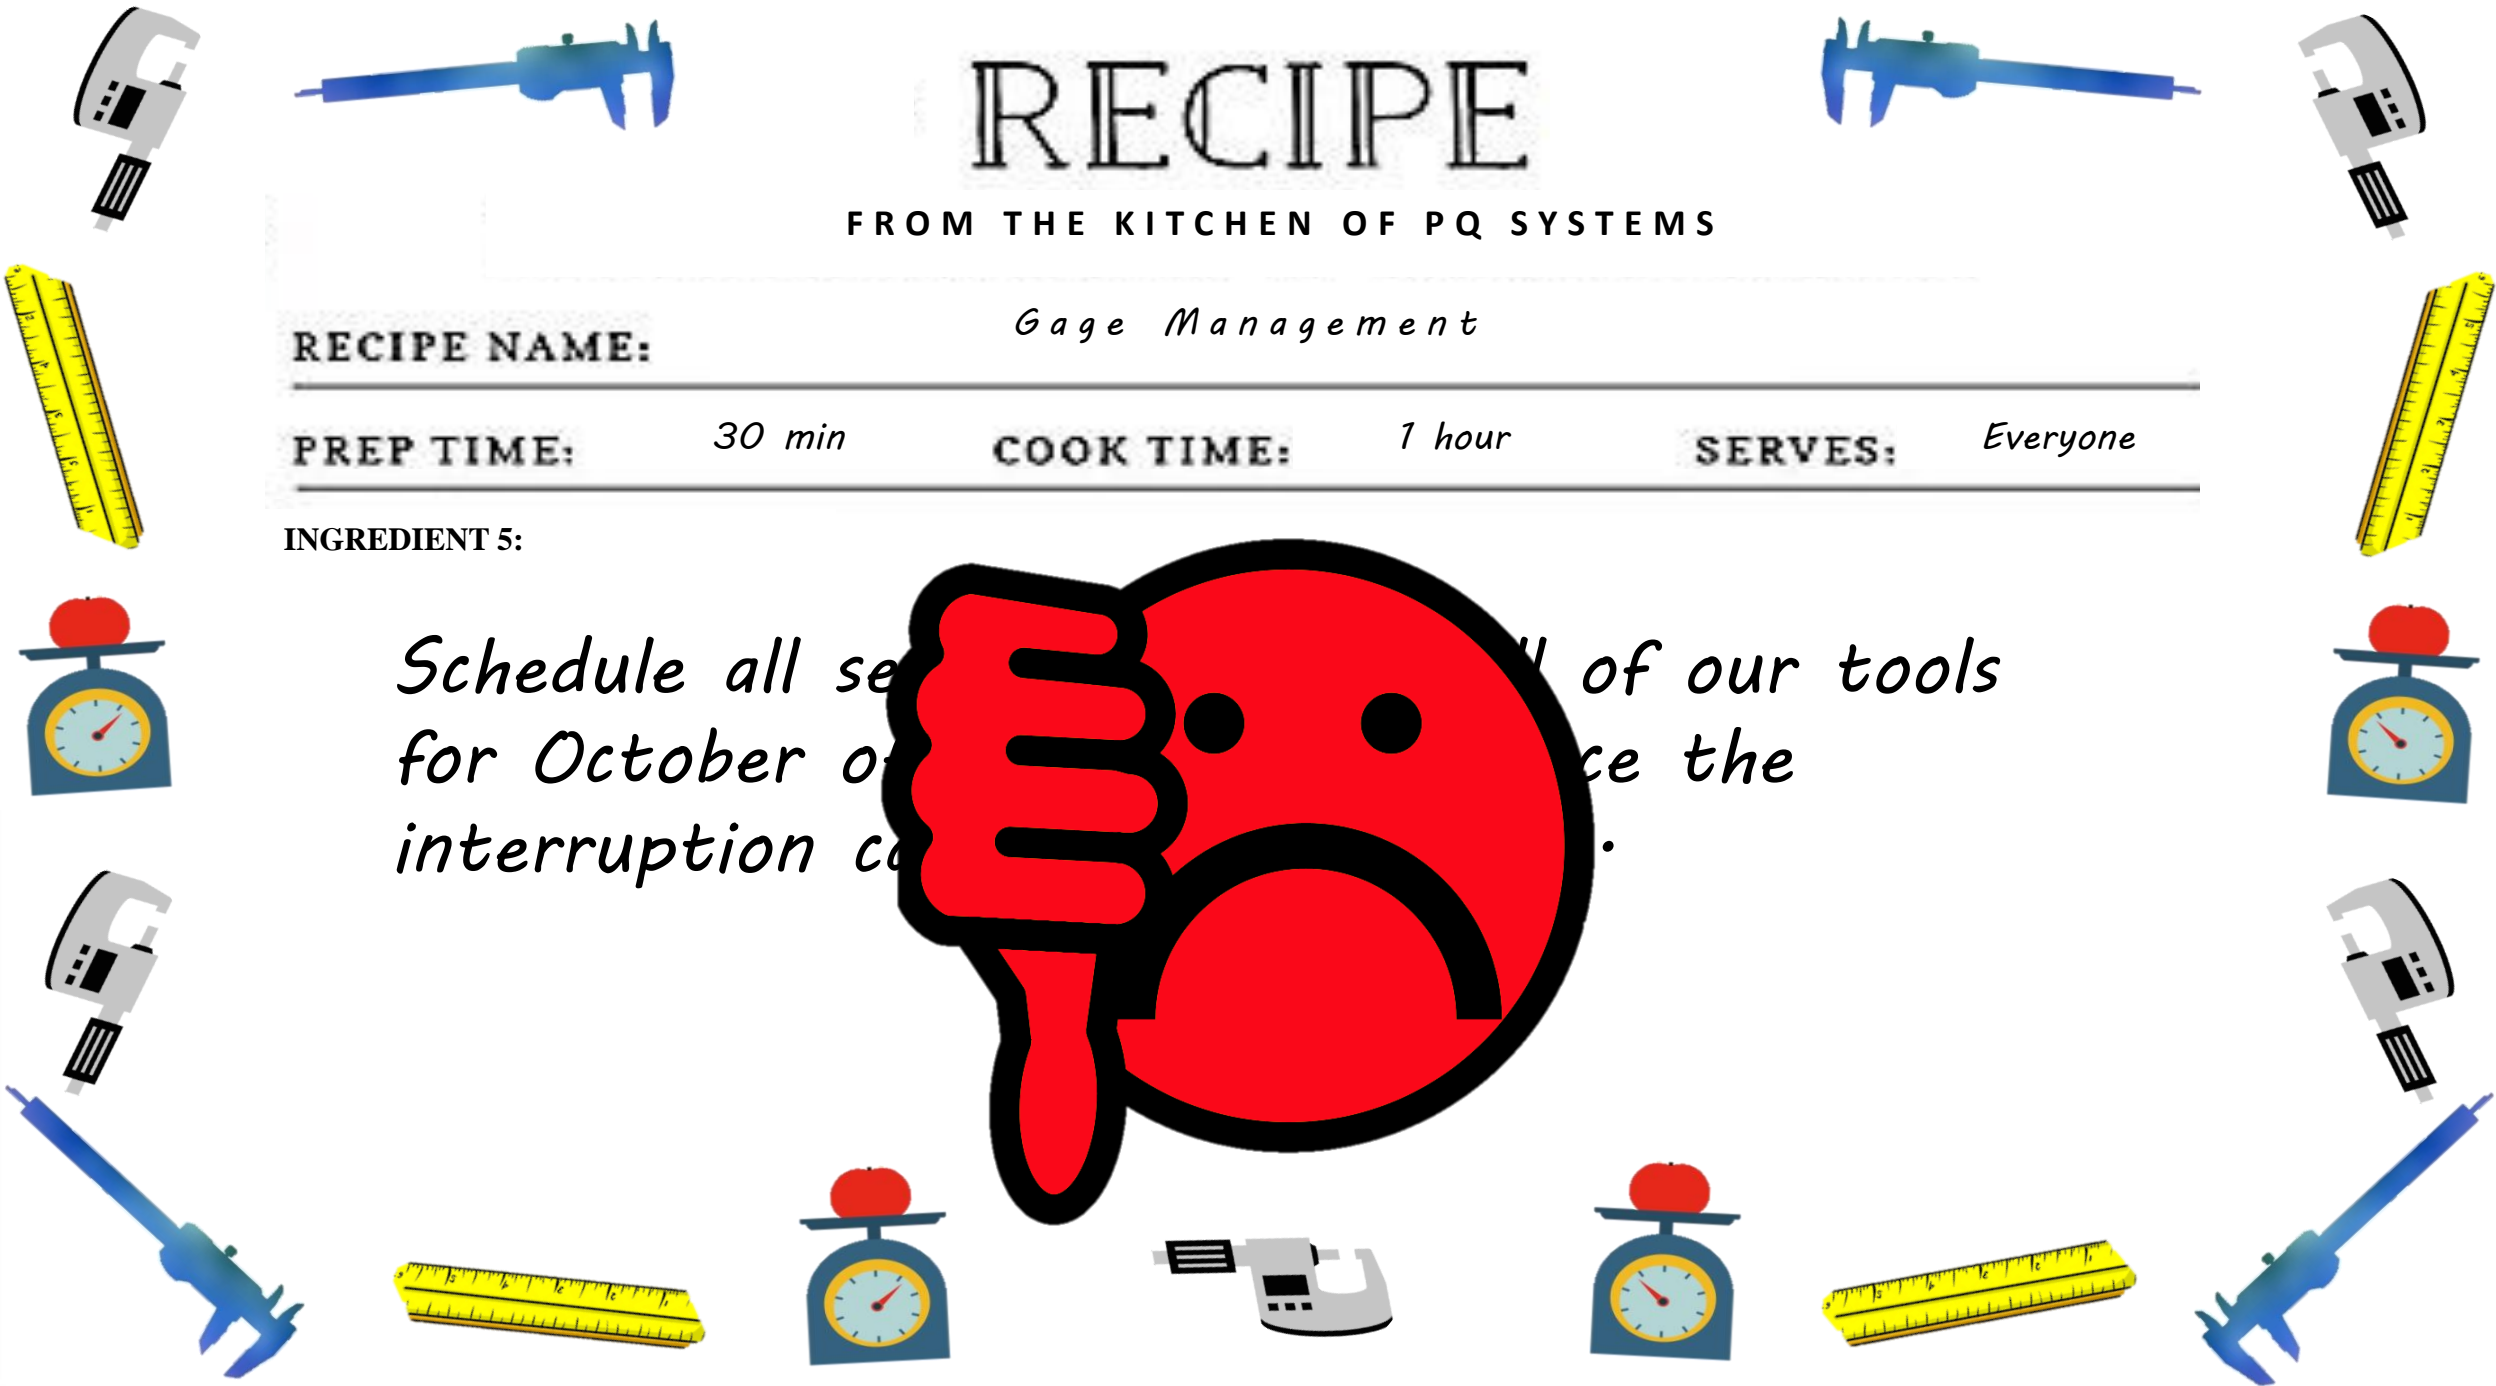 RECIPE
FROM THE KITCHEN OF PQ SYSTEMS
RECIPE NAME: Gage Management
PREP TIME: 30 min COOK TIME: 1 hour SERVES: Everyone
INGREDIENT 5:
Schedule all of our tools
for October the
interruption